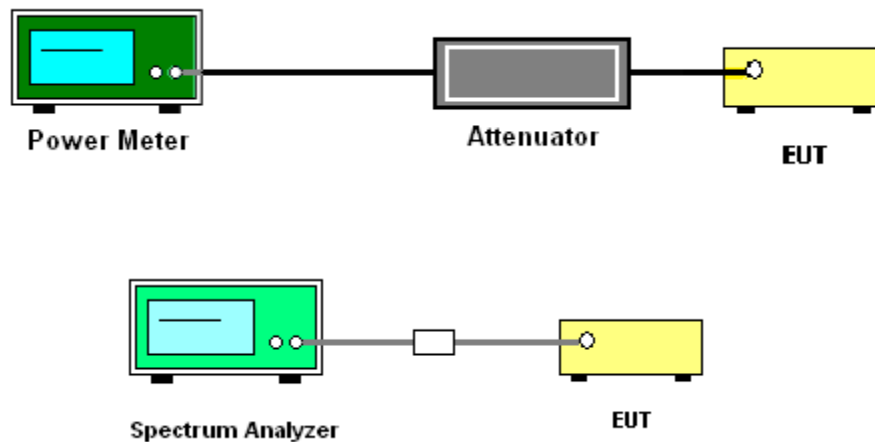 Power Meter
Attenuator
EUT
Spectrum Analyzer
EUT